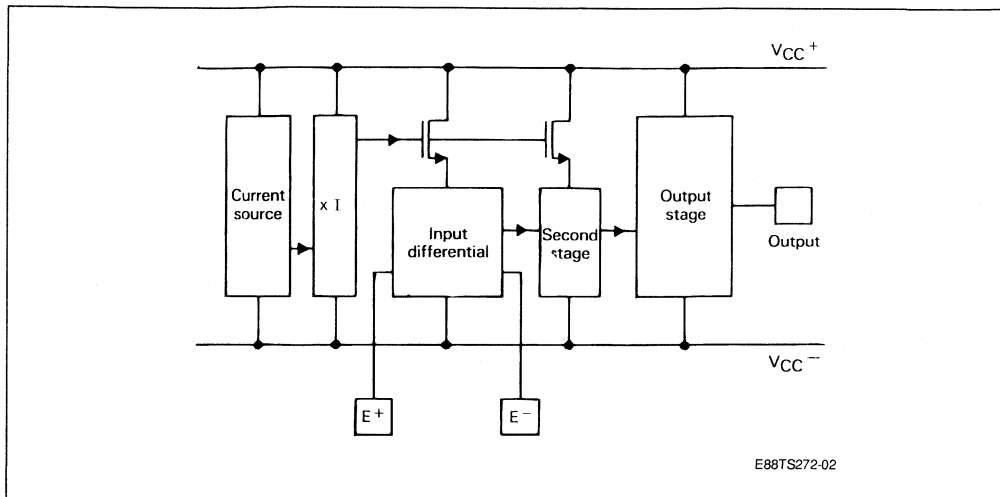 VCC+
Current
source
x I
Input
differential
Second
stage
Output
stage
Output
VCC−
E+
E−
E88TS272-02